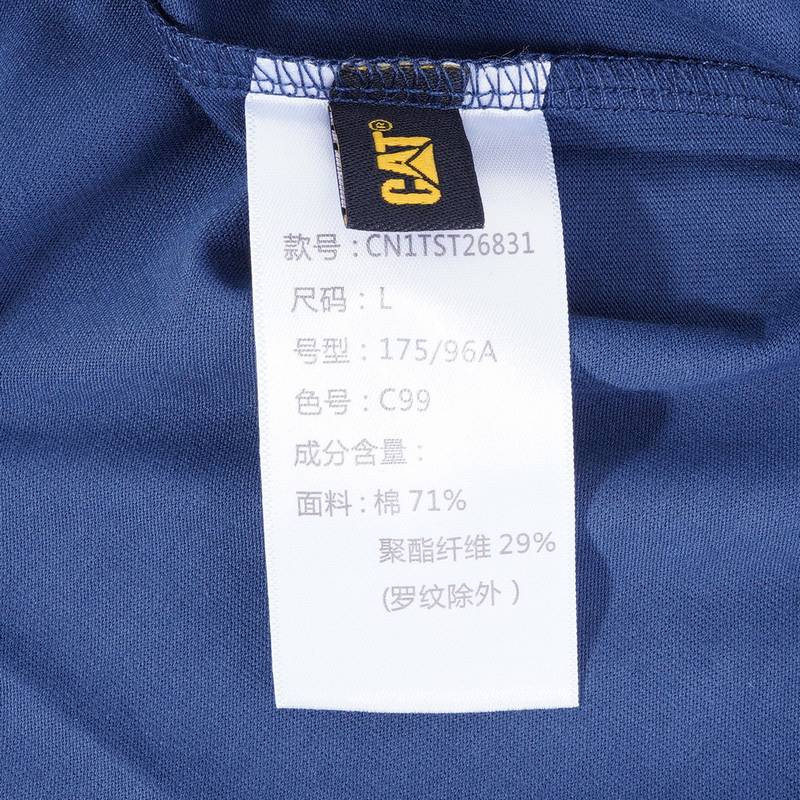 CAT®
款号：CN1TST26831
尺码：L
号型：175/96A
色号：C99
成分含量：
面料：棉 71%
聚酯纤维 29%
(罗纹除外)